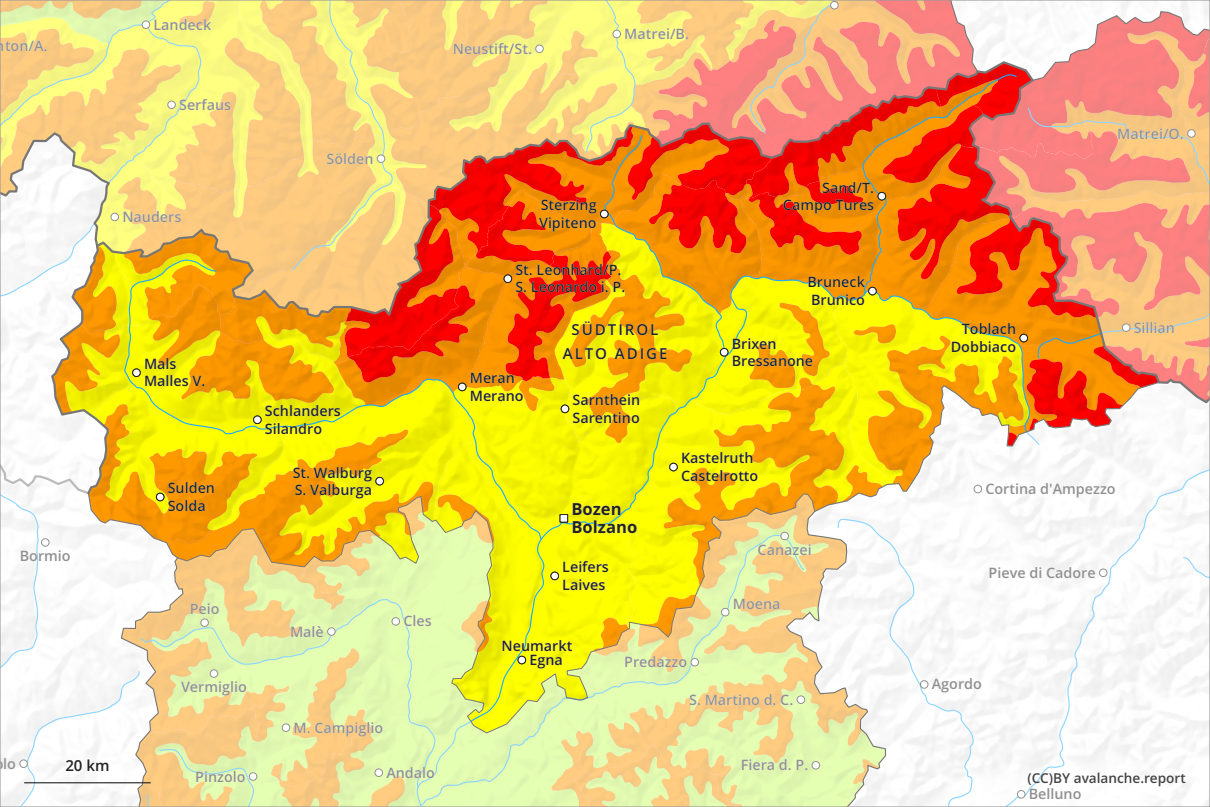 Landeck
nton/A.
Neustift/St.
Matrei/B.
Serfaus
Matrei/O.
Sölden
Sand/T.
Campo Tures
Sterzing
Vipiteno
Nauders
St. Leonhard/P.
S. Leonardo i. P.
Bruneck
Brunico
SÜDTIROL
ALTO ADIGE
Toblach
Dobbiaco
Sillian
Brixen
Bressanone
Mals
Malles V.
Meran
Merano
Sarnthein
Sarentino
Schlanders
Silandro
Kastelruth
Castelrotto
St. Walburg
S. Valburga
Sulden
Solda
Cortina d'Ampezzo
Bozen
Bolzano
Bormio
Canazei
Leifers
Laives
Pieve di Cadore
Peio
Moena
Cles
Malè
Neumarkt
Egna
Predazzo
Vermiglio
Agordo
S. Martino d. C.
M. Campiglio
20 km
Pinzolo
Andalo
Fiera d. P.
(CC)BY avalanche.report
Belluno